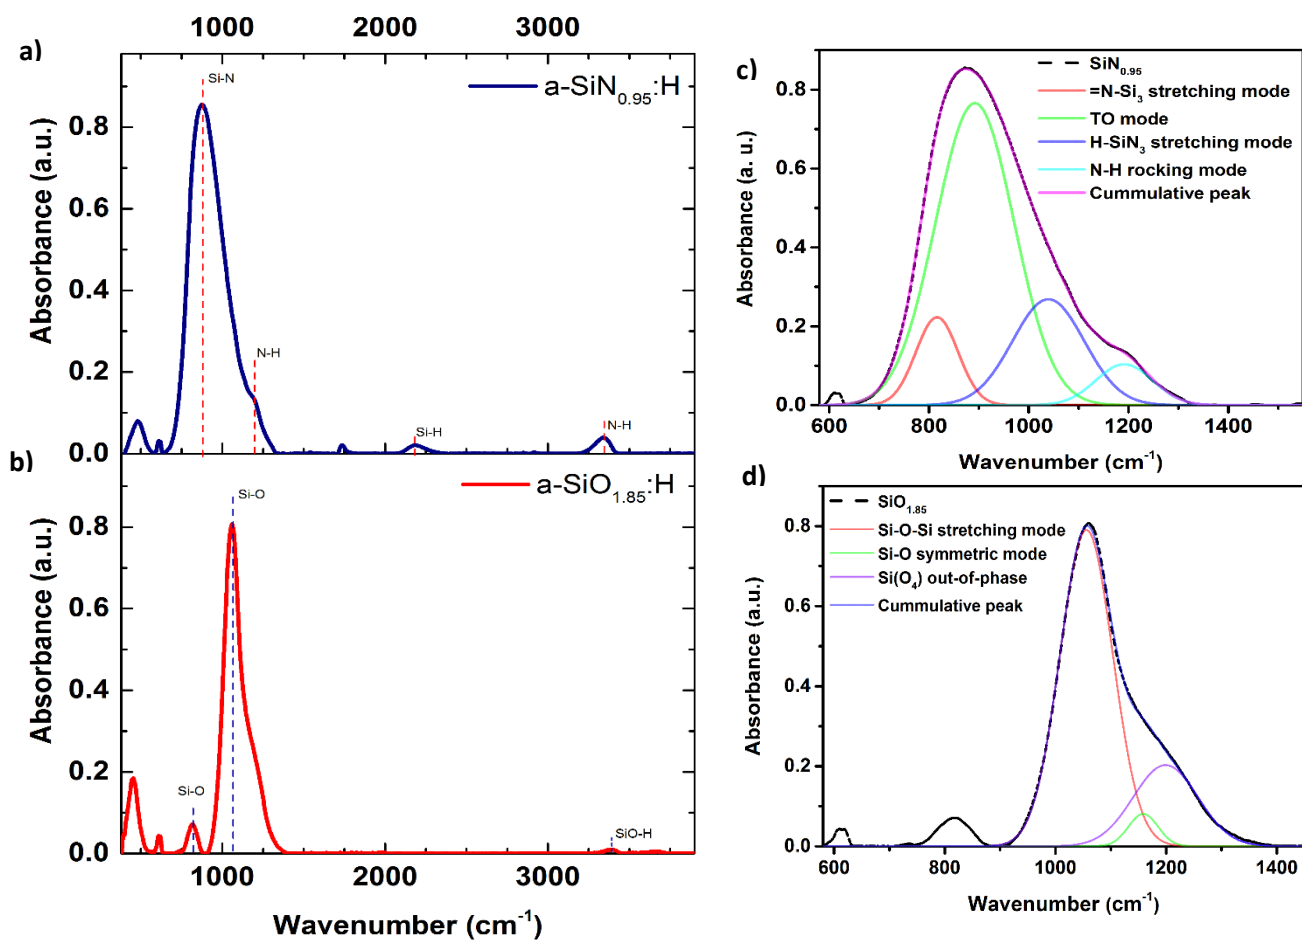 1000 2000 3000
a)
Si-N
a-SiN0.95:H
0.8
0.6
0.4
0.2
0.0
N-H
Si-H
N-H
Absorbance (a.u.)
b)
Si-O
a-SiO1.85:H
0.8
0.6
0.4
0.2
0.0
Si-O
SiO-H
Absorbance (a.u.)
1000 2000 3000
Wavenumber (cm-1)
c)
SiN0.95
=N-Si3 stretching mode
TO mode
H-SiN3 stretching mode
N-H rocking mode
Cummulative peak
0.8
0.6
0.4
0.2
0.0
Absorbance (a. u.)
600 800 1000 1200 1400
Wavenumber (cm-1)
d)
SiO1.85
Si-O-Si stretching mode
Si-O symmetric mode
Si(O4) out-of-phase
Cummulative peak
0.8
0.6
0.4
0.2
0.0
Absorbance (a.u.)
600 800 1000 1200 1400
Wavenumber (cm-1)